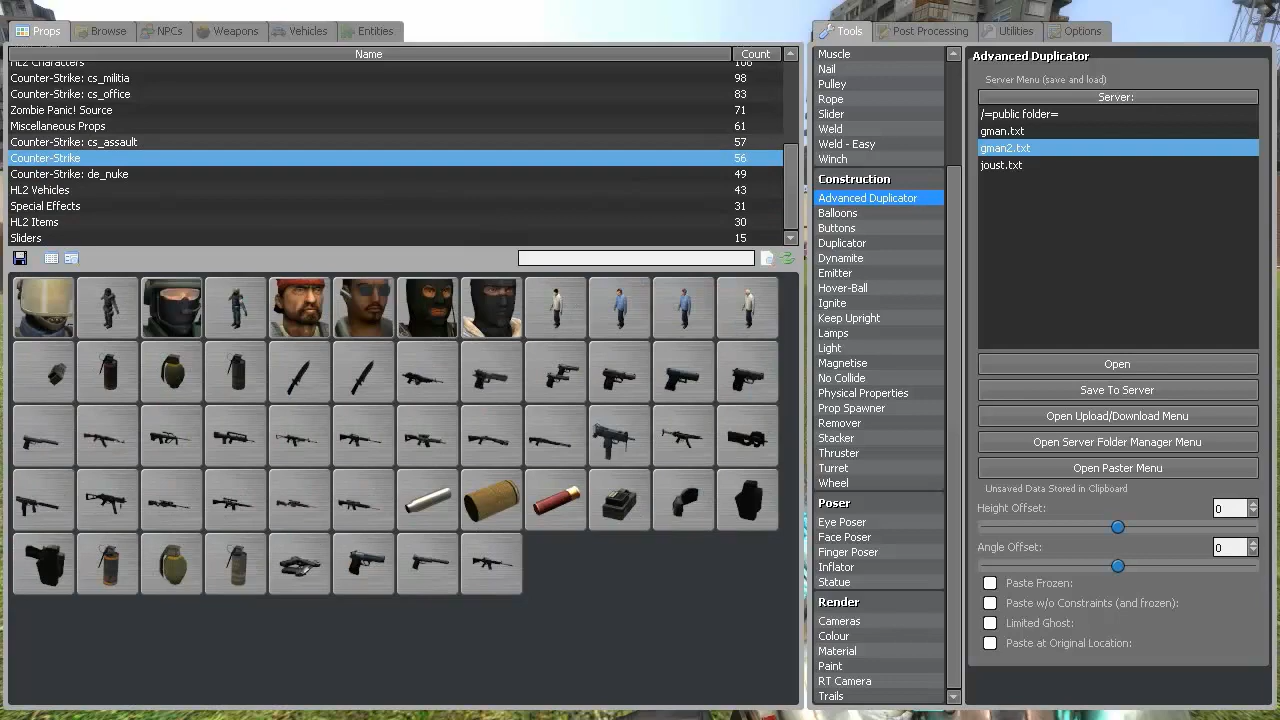 Props
Browse
NPCs
Weapons
Vehicles
Entities
Name
Count
HL2 Characters 108
Counter-Strike: cs_militia 98
Counter-Strike: cs_office 83
Zombie Panic! Source 71
Miscellaneous Props 61
Counter-Strike: cs_assault 57
Counter-Strike 56
Counter-Strike: de_nuke 49
HL2 Vehicles 43
Special Effects 31
HL2 Items 30
Sliders 15
Tools
Post Processing
Utilities
Options
Muscle
Nail
Pulley
Rope
Slider
Weld
Weld - Easy
Winch
Construction
Advanced Duplicator
Balloons
Buttons
Duplicator
Dynamite
Emitter
Hover-Ball
Ignite
Keep Upright
Lamps
Light
Magnetise
No Collide
Physical Properties
Prop Spawner
Remover
Stacker
Thruster
Turret
Wheel
Poser
Eye Poser
Face Poser
Finger Poser
Inflator
Statue
Render
Cameras
Colour
Material
Paint
RT Camera
Trails
Advanced Duplicator
Server Menu (save and load)
Server:
/=public folder=
gman.txt
gman2.txt
joust.txt
Open
Save To Server
Open Upload/Download Menu
Open Server Folder Manager Menu
Open Paster Menu
Unsaved Data Stored in Clipboard
Height Offset: 0
Angle Offset: 0
Paste Frozen:
Paste w/o Constraints (and frozen):
Limited Ghost:
Paste at Original Location: